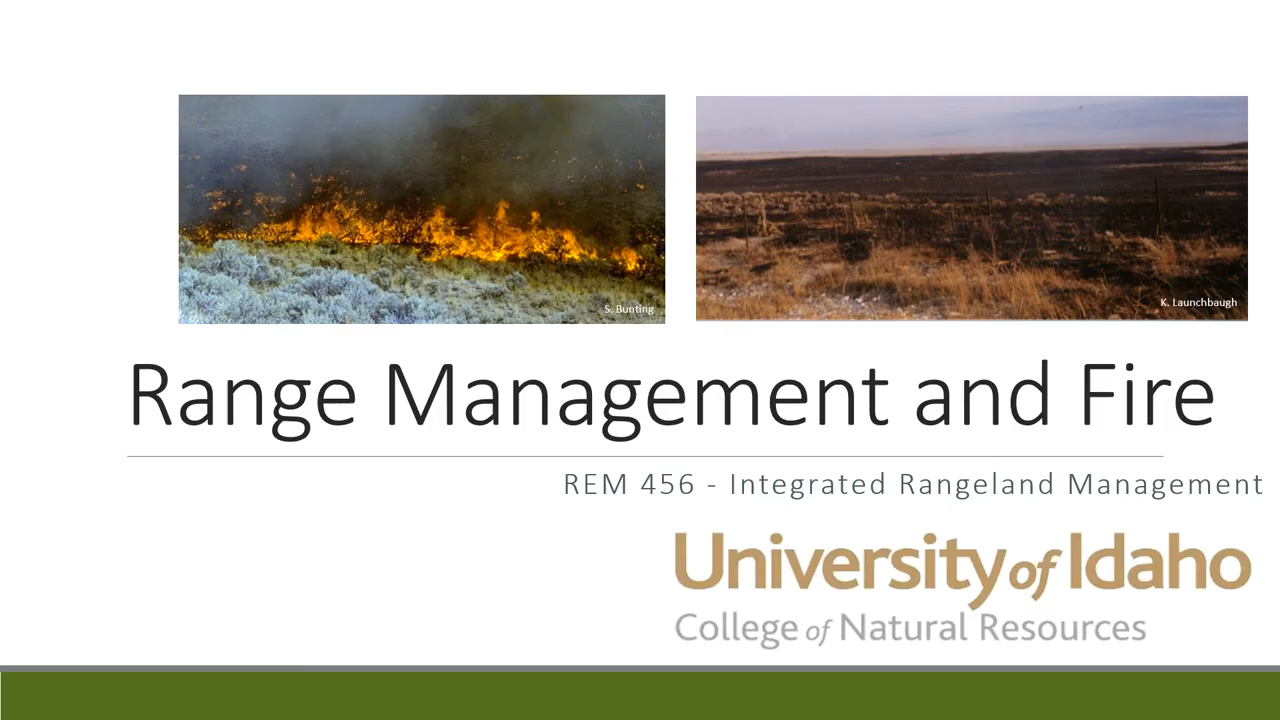 S. Bunting
K. Launchbaugh
Range Management and Fire
REM 456 - Integrated Rangeland Management
University of Idaho
College of Natural Resources